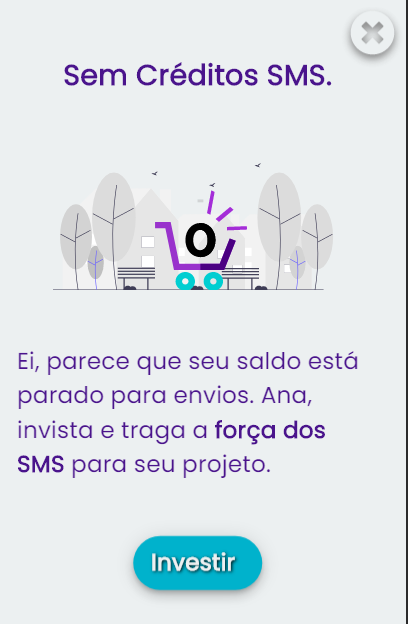 Sem Créditos SMS.
0
Ei, parece que seu saldo está
parado para envios. Ana,
invista e traga a força dos
SMS para seu projeto.
Investir